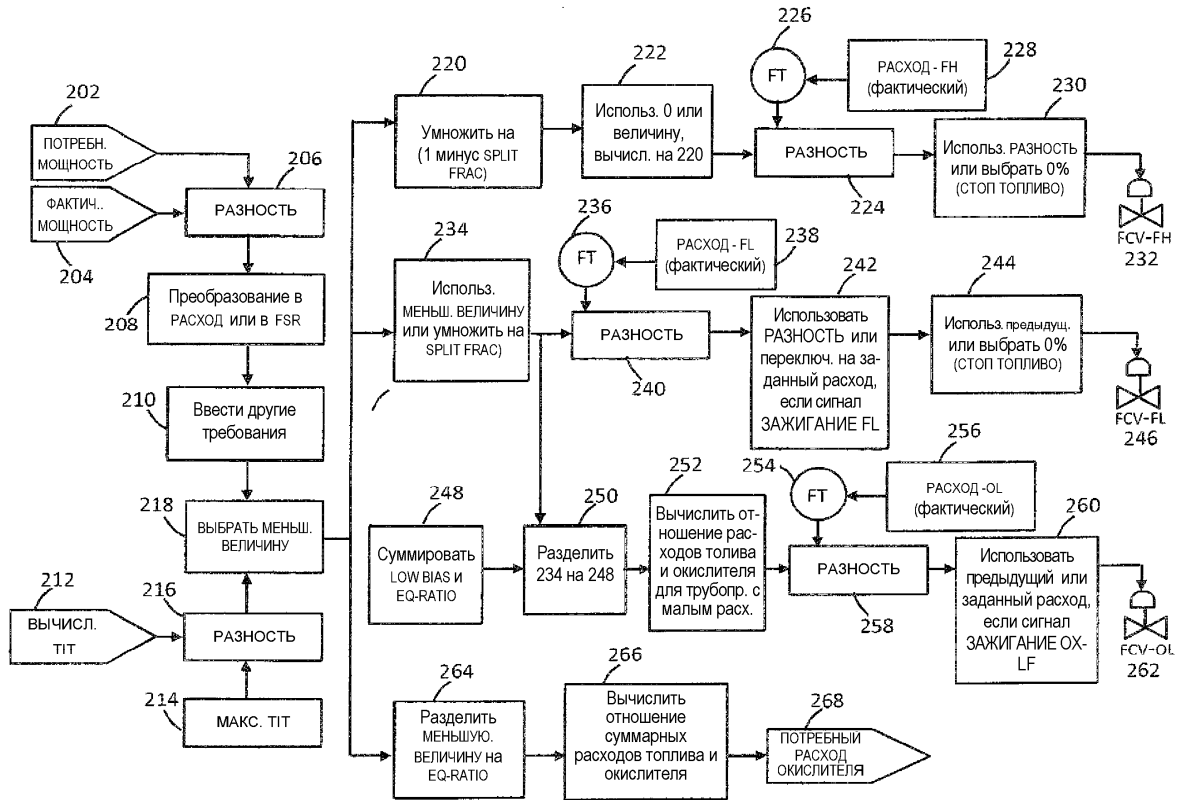 202
ПОТРЕБН.
МОЩНОСТЬ
ФАКТИЧ..
МОЩНОСТЬ
204
206
РАЗНОСТЬ
208
Преобразование в
РАСХОД или в FSR
210
Ввести другие
требования
218
ВЫБРАТЬ МЕНЬШ.
ВЕЛИЧИНУ
212
ВЫЧИСЛ.
TIT
216
РАЗНОСТЬ
214
МАКС. TIT
220
Умножить на
(1 минус SPLIT
FRAC)
222
Использ. 0 или
величину,
вычисл. на 220
226
FT
228
РАСХОД - FH
(фактический)
РАЗНОСТЬ
224
230
Использ. РАЗНОСТЬ
или выбрать 0%
(СТОП ТОПЛИВО)
FCV-FH
232
234
Использ.
МЕНЬШ. ВЕЛИЧИНУ
или умножить на
SPLIT FRAC)
236
FT
238
РАСХОД - FL
(фактический)
РАЗНОСТЬ
240
242
Использовать
РАЗНОСТЬ или
переключ. на за-
данный расход,
если сигнал
ЗАЖИГАНИЕ FL
244
Использ. предыдущ.
или выбрать 0%
(СТОП ТОПЛИВО)
FCV-FL
246
248
Суммировать
LOW BIAS и
EQ-RATIO
250
Разделить
234 на 248
252
Вычислить от-
ношение рас-
ходов толива
и окислителя
для трубопр. с
малым расх.
254
FT
256
РАСХОД -OL
(фактический)
РАЗНОСТЬ
258
260
Использовать
предыдущий или
заданный расход,
если сигнал
ЗАЖИГАНИЕ OX-
LF
FCV-OL
262
264
Разделить
МЕНЬШУЮ.
ВЕЛИЧИНУ на
EQ-RATIO
266
Вычислить
отношение
суммарных
расходов топлива и
окислителя
268
ПОТРЕБНЫЙ
РАСХОД
ОКИСЛИТЕЛЯ